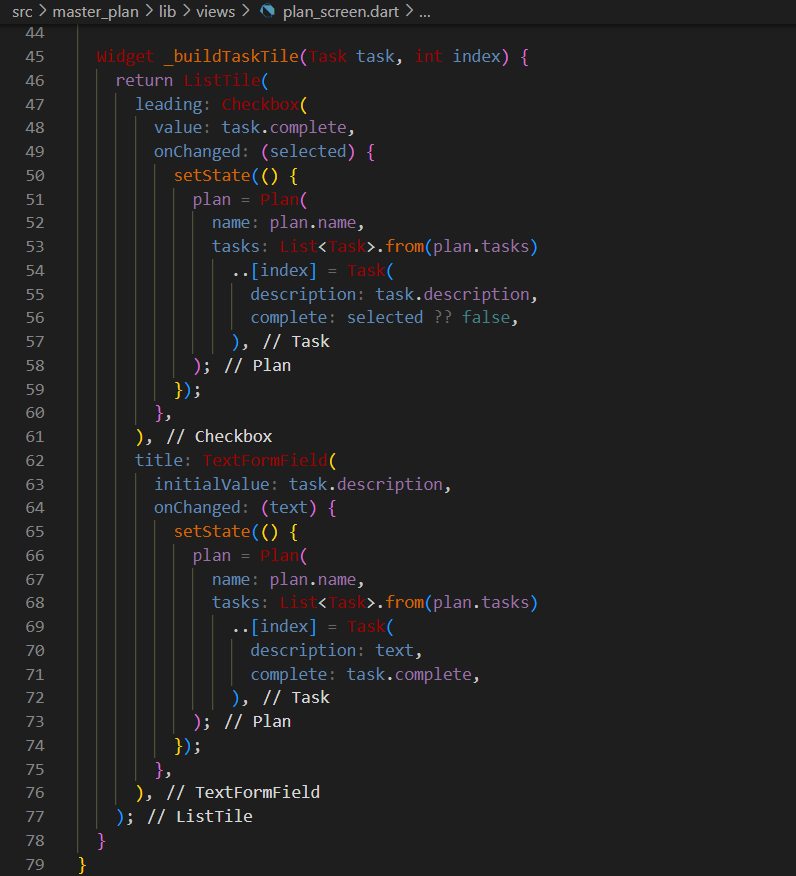 src > master_plan > lib > views > plan_screen.dart > ...
44
45 Widget _buildTaskTile(Task task, int index) {
46 return ListTile(
47 leading: Checkbox(
48 value: task.complete,
49 onChanged: (selected) {
50 setState(() {
51 plan = Plan(
52 name: plan.name,
53 tasks: List<Task>.from(plan.tasks)
54 ..[index] = Task(
55 description: task.description,
56 complete: selected ?? false,
57 ), // Task
58 ); // Plan
59 });
60 },
61 ), // Checkbox
62 title: TextFormField(
63 initialValue: task.description,
64 onChanged: (text) {
65 setState(() {
66 plan = Plan(
67 name: plan.name,
68 tasks: List<Task>.from(plan.tasks)
69 ..[index] = Task(
70 description: text,
71 complete: task.complete,
72 ), // Task
73 ); // Plan
74 });
75 },
76 ), // TextFormField
77 ); // ListTile
78 }
79 }